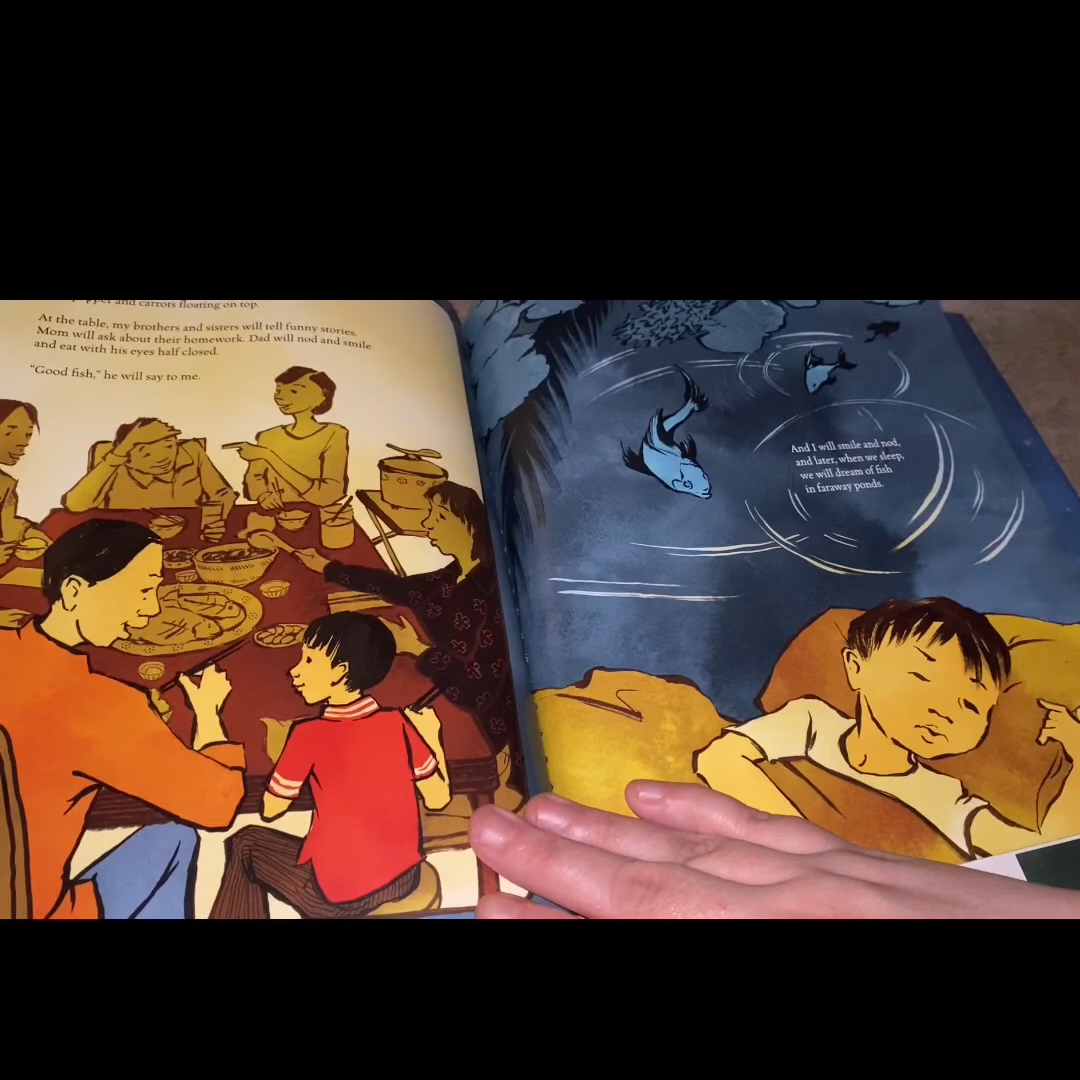 and carrots floating on top.
At the table, my brothers and sisters will tell funny stories.
Mom will ask about their homework. Dad will nod and smile
and eat with his eyes half closed.
"Good fish," he will say to me.
And I will smile and nod,
and later, when we sleep,
we will dream of fish
in faraway ponds.